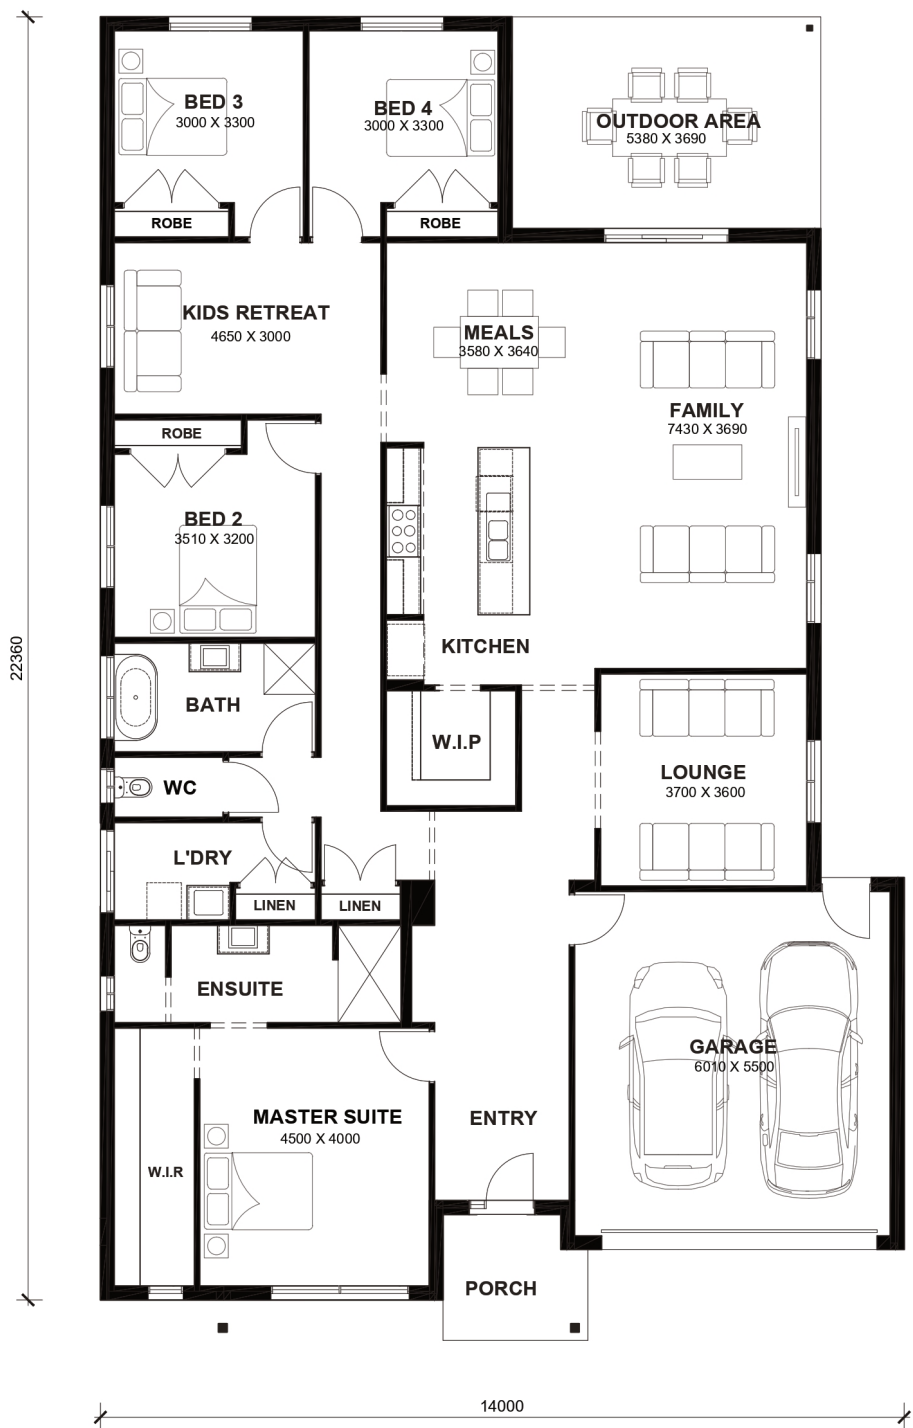 BED 3
3000 X 3300
BED 4
3000 X 3300
OUTDOOR AREA
5380 X 3690
ROBE
ROBE
KIDS RETREAT
4650 X 3000
MEALS
3580 X 3640
FAMILY
7430 X 3690
ROBE
BED 2
3510 X 3200
22360
KITCHEN
BATH
W.I.P
LOUNGE
3700 X 3600
WC
L'DRY
LINEN
LINEN
ENSUITE
GARAGE
6010 X 5500
MASTER SUITE
4500 X 4000
ENTRY
W.I.R
PORCH
14000